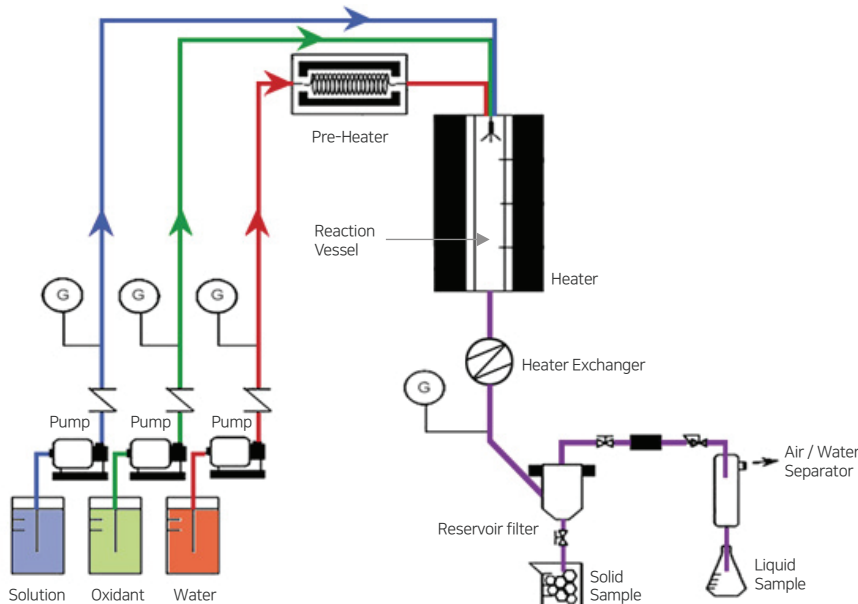 Pre-Heater
Reaction
Vessel
Heater
G
G
G
Heater Exchanger
G
Pump
Pump
Pump
Air / Water
Separator
Reservoir filter
Solution
Oxidant
Water
Solid
Sample
Liquid
Sample